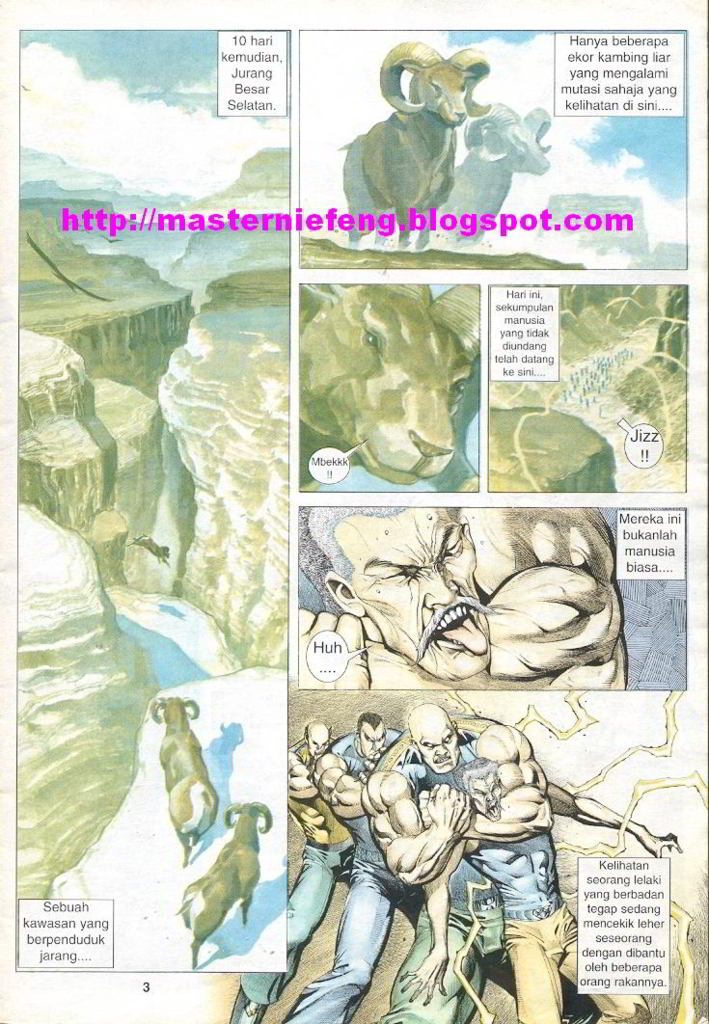 10 hari
kemudian,
Jurang
Besar
Selatan.
Hanya beberapa
ekor kambing liar
yang mengalami
mutasi sahaja yang
kelihatan di sini....
http://masterniefeng.blogspot.com
Mbekkk
!!
Hari ini,
sekumpulan
manusia
yang tidak
diundang
telah datang
ke sini....
Jizz
!!
Mereka ini
bukanlah
manusia
biasa....
Huh
....
Kelihatan
seorang lelaki
yang berbadan
tegap sedang
mencekik leher
seseorang
dengan dibantu
oleh beberapa
orang rakannya.
Sebuah
kawasan yang
berpenduduk
jarang....
3